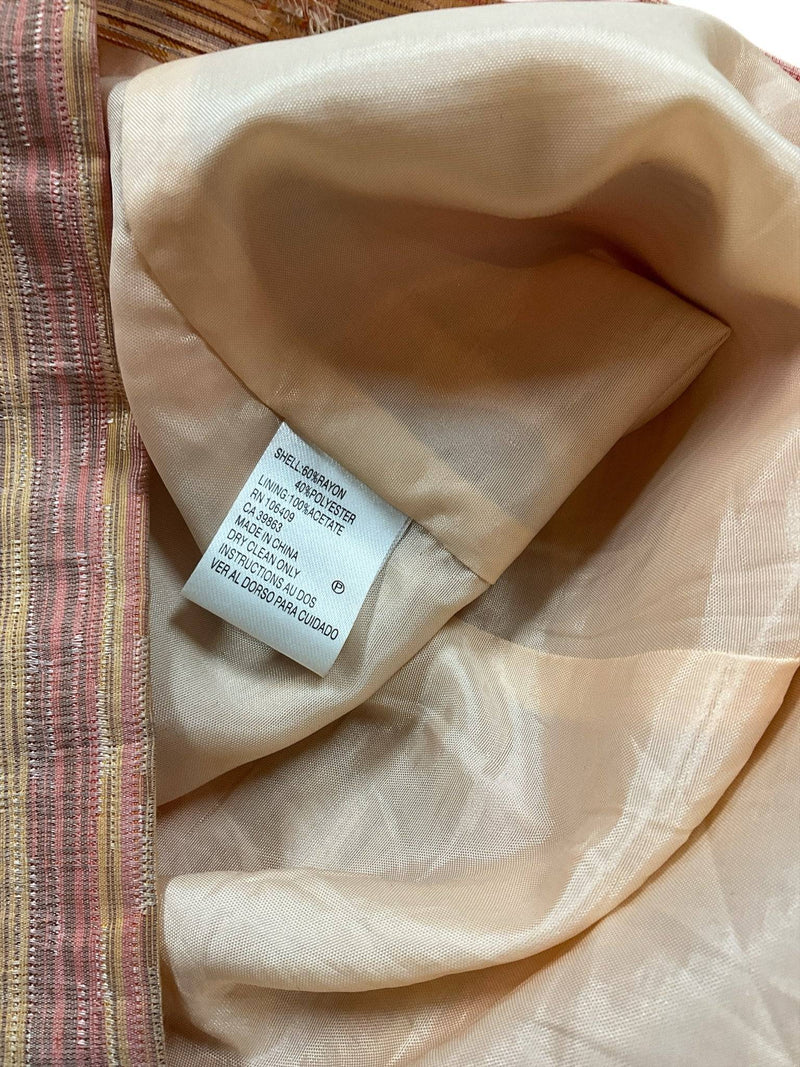 SHELL:60%RAYON
40%POLYESTER
LINING:100%ACETATE
RN 106409
CA 39863
MADE IN CHINA
DRY CLEAN ONLY
INSTRUCTIONS AU DOS Ⓟ
VER AL DORSO PARA CUIDADO